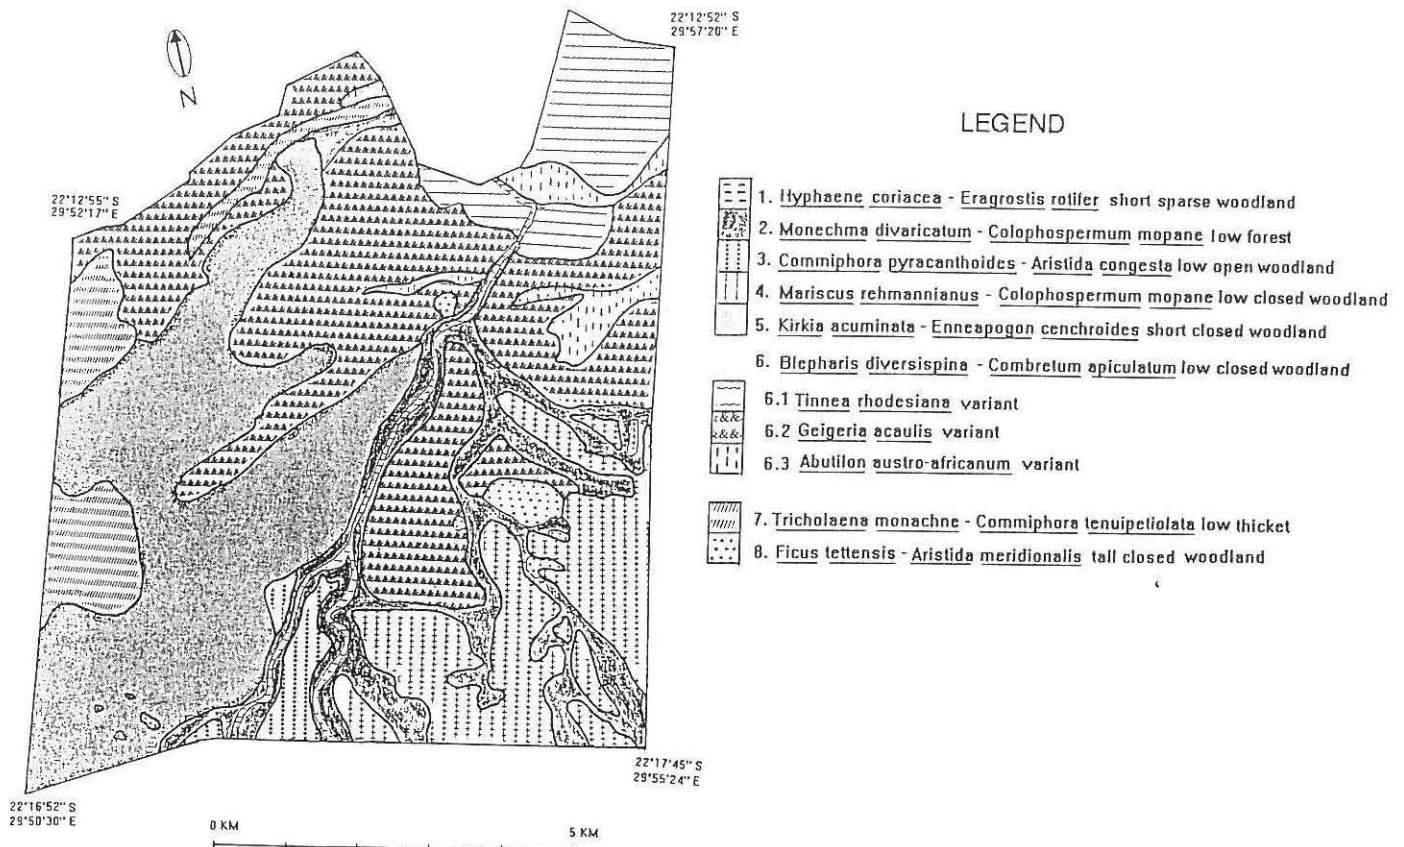 22°12'52" S
29°57'20" E
N
LEGEND
22°12'55" S
29°52'17" E
1. Hyphaene coriacea - Eragrostis rotifer short sparse woodland
2. Monechma divaricatum - Colophospermum mopane low forest
3. Commiphora pyracanthoides - Aristida congesta low open woodland
4. Mariscus rehmannianus - Colophospermum mopane low closed woodland
5. Kirkia acuminata - Enneapogon cenchroides short closed woodland
6. Blepharis diversispina - Combretum apiculatum low closed woodland
6.1 Tinnea rhodesiana variant
6.2 Geigeria acaulis variant
6.3 Abutilon austro-africanum variant
7. Tricholaena monachne - Commiphora tenuipetiolata low thicket
8. Ficus tettensis - Aristida meridionalis tall closed woodland
22°17'45" S
29°55'24" E
22°16'52" S
29°50'30" E
0 KM
5 KM